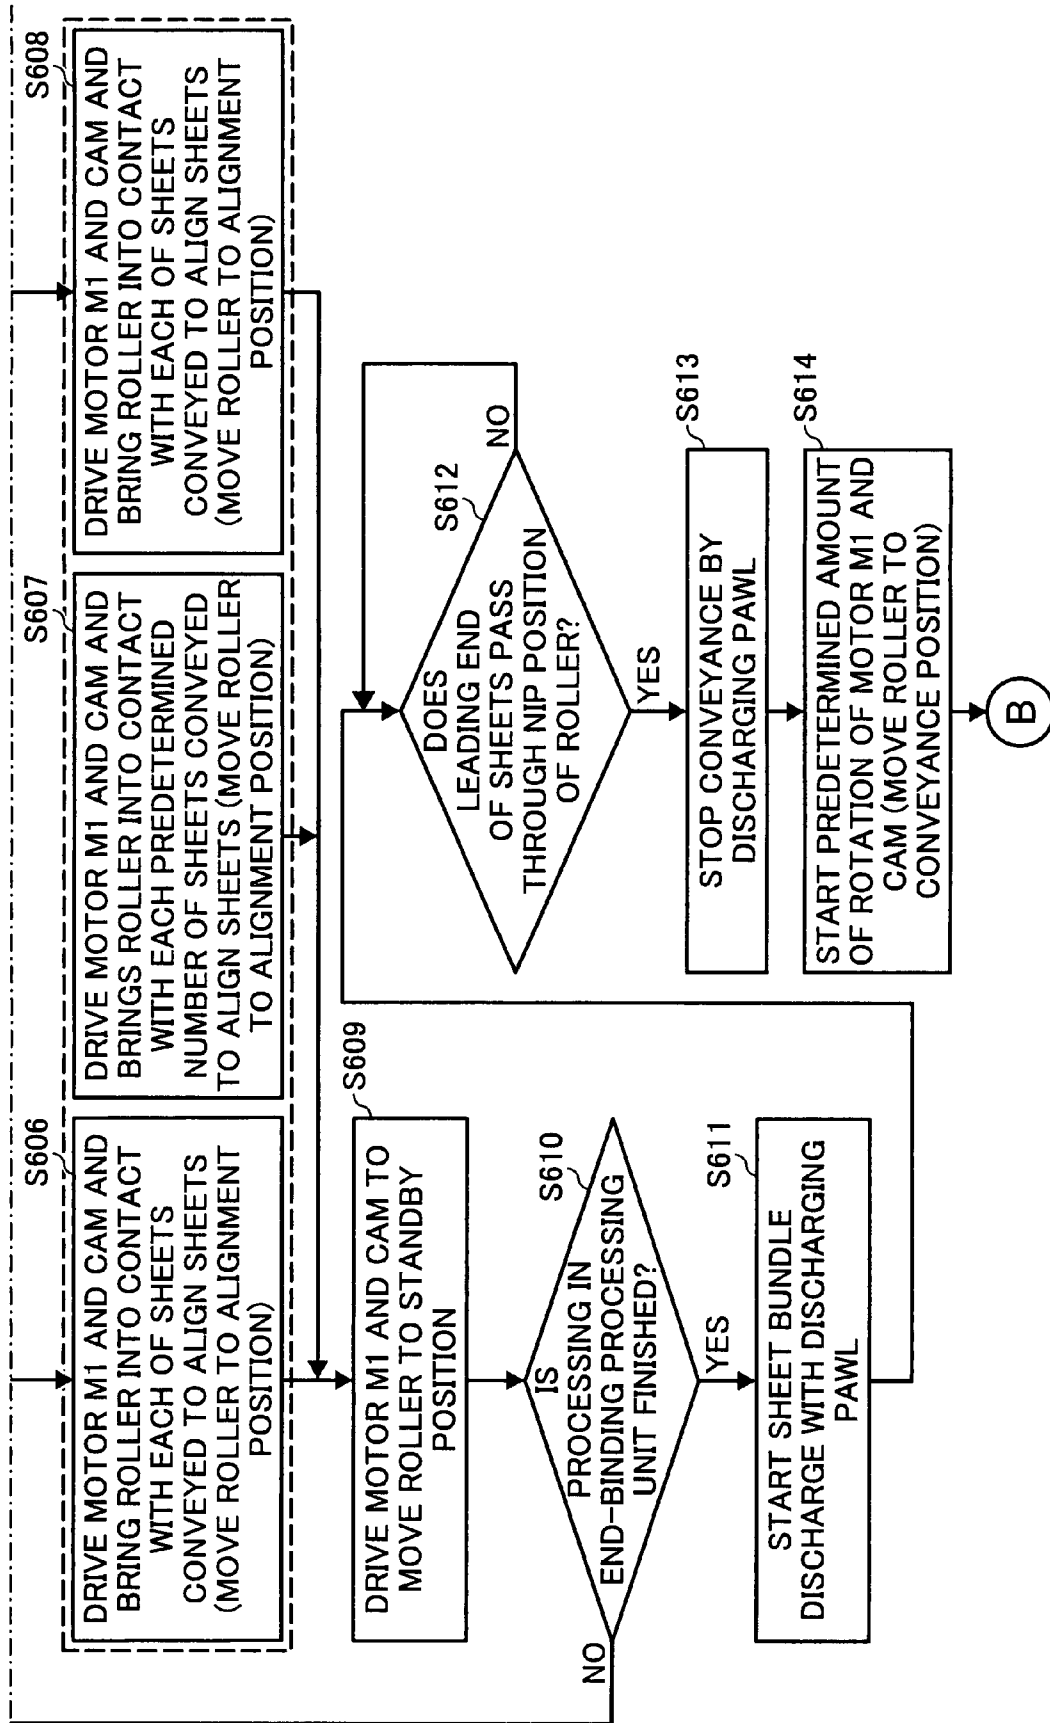 S606
DRIVE MOTOR M1 AND CAM AND
BRING ROLLER INTO CONTACT
WITH EACH OF SHEETS
CONVEYED TO ALIGN SHEETS
(MOVE ROLLER TO ALIGNMENT
POSITION)
S607
DRIVE MOTOR M1 AND CAM AND
BRINGS ROLLER INTO CONTACT
WITH EACH PREDETERMINED
NUMBER OF SHEETS CONVEYED
TO ALIGN SHEETS (MOVE ROLLER
TO ALIGNMENT POSITION)
S608
DRIVE MOTOR M1 AND CAM AND
BRING ROLLER INTO CONTACT
WITH EACH OF SHEETS
CONVEYED TO ALIGN SHEETS
(MOVE ROLLER TO ALIGNMENT
POSITION)
S609
DRIVE MOTOR M1 AND CAM TO
MOVE ROLLER TO STANDBY
POSITION
S610
IS
PROCESSING IN
END-BINDING PROCESSING
UNIT FINISHED?
NO
YES
S611
START SHEET BUNDLE
DISCHARGE WITH DISCHARGING
PAWL
S612
DOES
LEADING END
OF SHEETS PASS
THROUGH NIP POSITION
OF ROLLER?
NO
YES
S613
STOP CONVEYANCE BY
DISCHARGING PAWL
S614
START PREDETERMINED AMOUNT
OF ROTATION OF MOTOR M1 AND
CAM (MOVE ROLLER TO
CONVEYANCE POSITION)
B